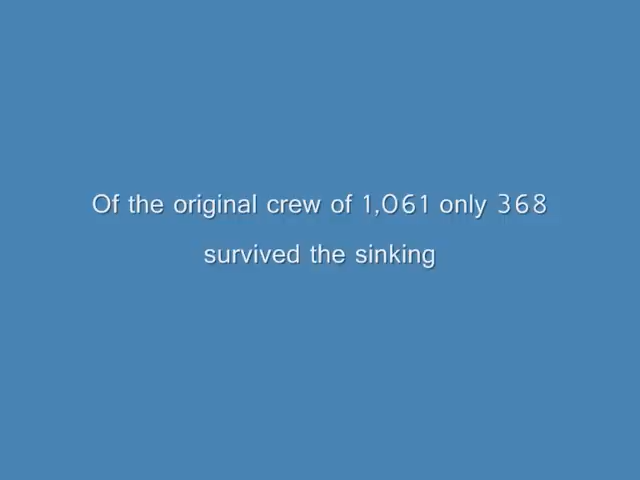 Of the original crew of 1,061 only 368
survived the sinking